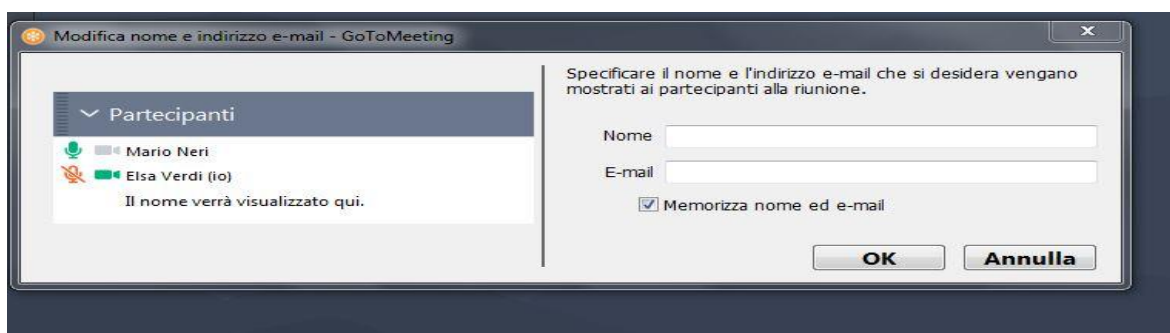 Modifica nome e indirizzo e-mail - GoToMeeting
Partecipanti
Mario Neri
Elsa Verdi (io)
Il nome verrà visualizzato qui.
Specificare il nome e l'indirizzo e-mail che si desidera vengano
mostrati ai partecipanti alla riunione.
Nome
E-mail
Memorizza nome ed e-mail
OK
Annulla